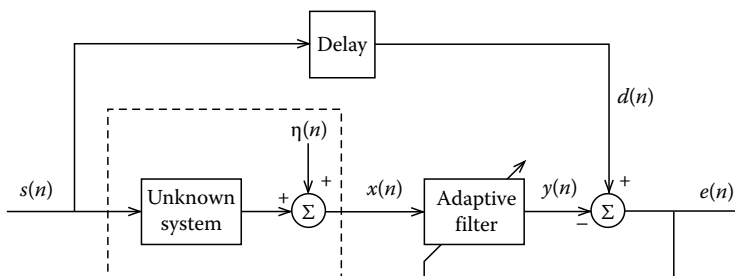 Delay
d(n)
η(n)
+
s(n)
Unknown
system
+
Σ
x(n)
Adaptive
filter
y(n)
+
−
Σ
e(n)